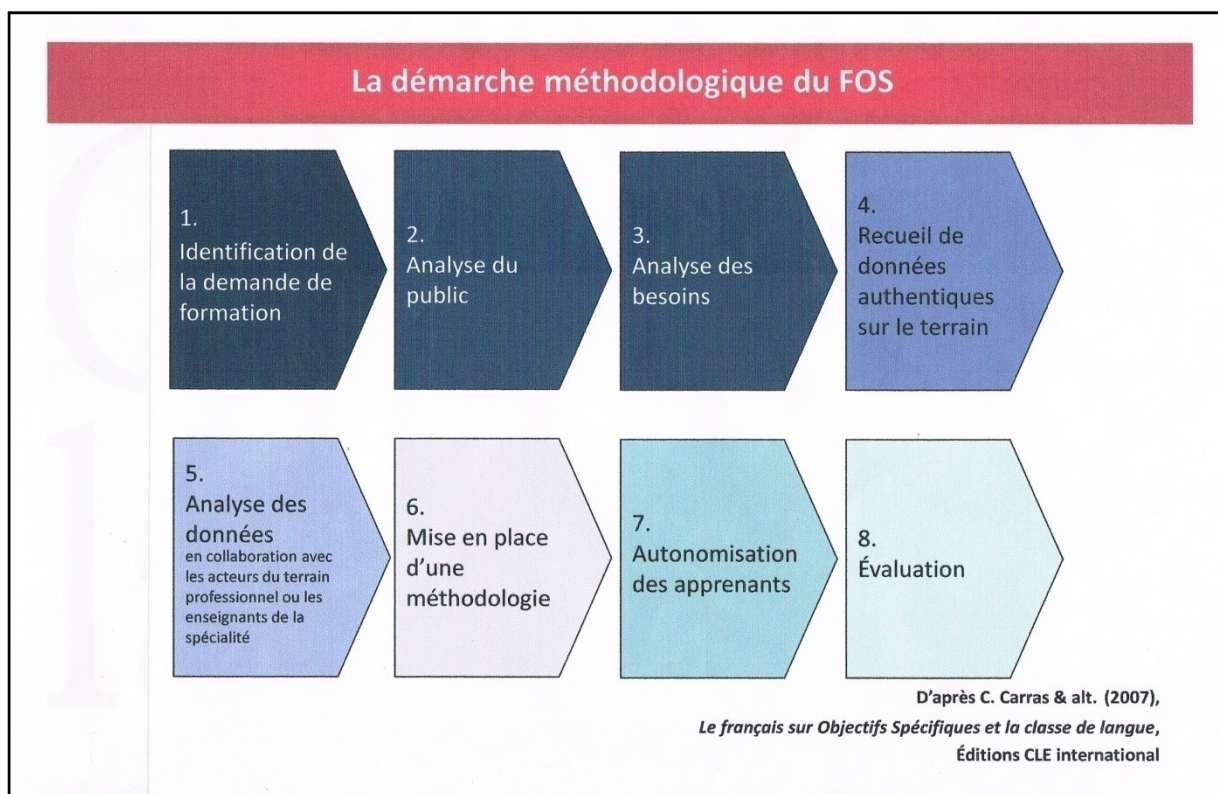 La démarche méthodologique du FOS
1.
Identification de
la demande de
formation
2.
Analyse du
public
3.
Analyse des
besoins
4.
Recueil de
données
authentiques
sur le terrain
5.
Analyse des
données
en collaboration avec
les acteurs du terrain
professionnel ou les
enseignants de la
spécialité
6.
Mise en place
d'une
méthodologie
7.
Autonomisation
des apprenants
8.
Évaluation
D'après C. Carras & alt. (2007),
Le français sur Objectifs Spécifiques et la classe de langue,
Éditions CLE international